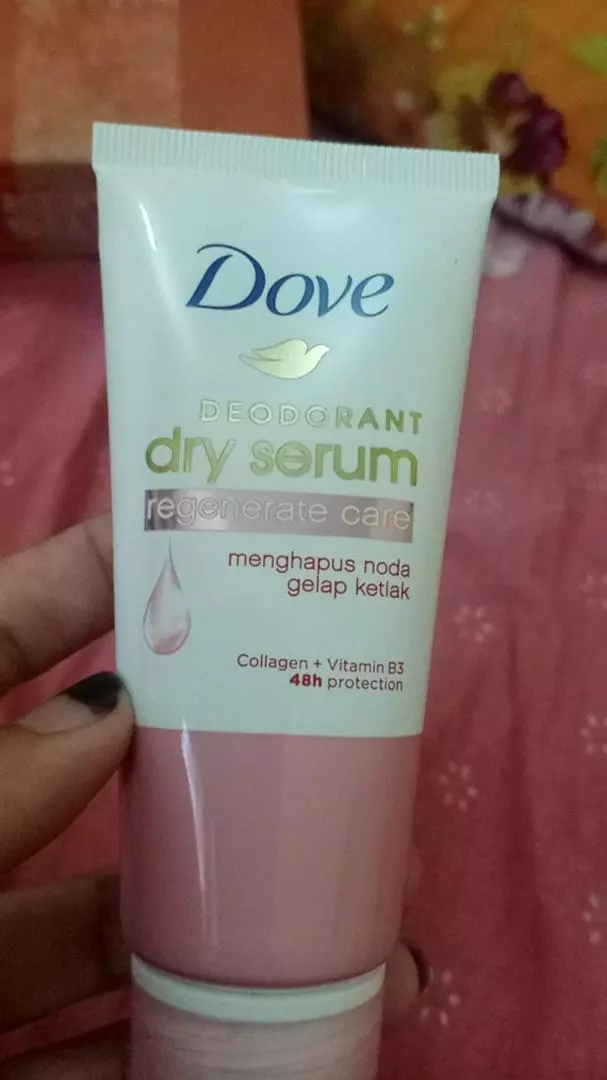 Dove
DEODORANT
dry serum
regenerate care
menghapus noda
gelap ketiak
Collagen + Vitamin B3
48h protection